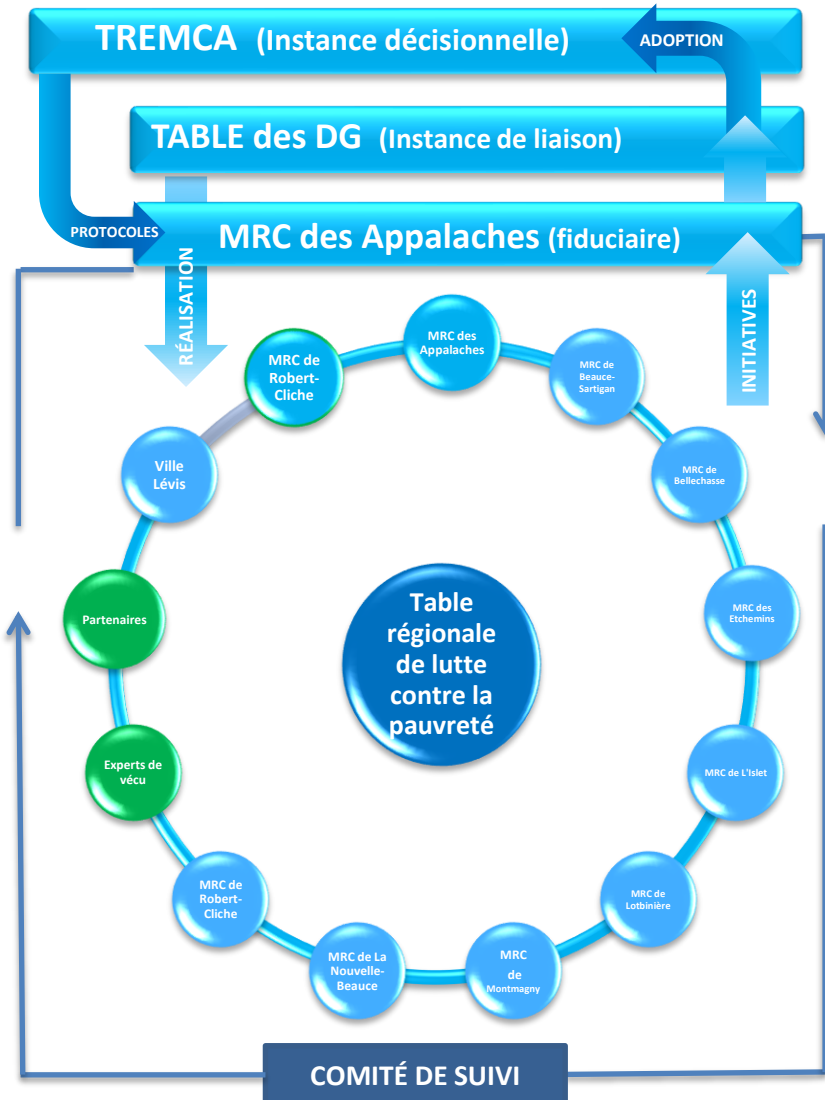 TREMCA (Instance décisionnelle)
ADOPTION
TABLE des DG (Instance de liaison)
PROTOCOLES
MRC des Appalaches (fiduciaire)
RÉALISATION
INITIATIVES
MRC des
Appalaches
MRC de
Robert-
Cliche
MRC de
Beauce-
Sartigan
Ville
Lévis
MRC de
Bellechasse
Partenaires
MRC des
Etchemins
Table
régionale
de lutte
contre la
pauvreté
Experts de
vécu
MRC de L'Islet
MRC de
Robert-
Cliche
MRC de
Lotbinière
MRC de La
Nouvelle-
Beauce
MRC
de
Montmagny
COMITÉ DE SUIVI